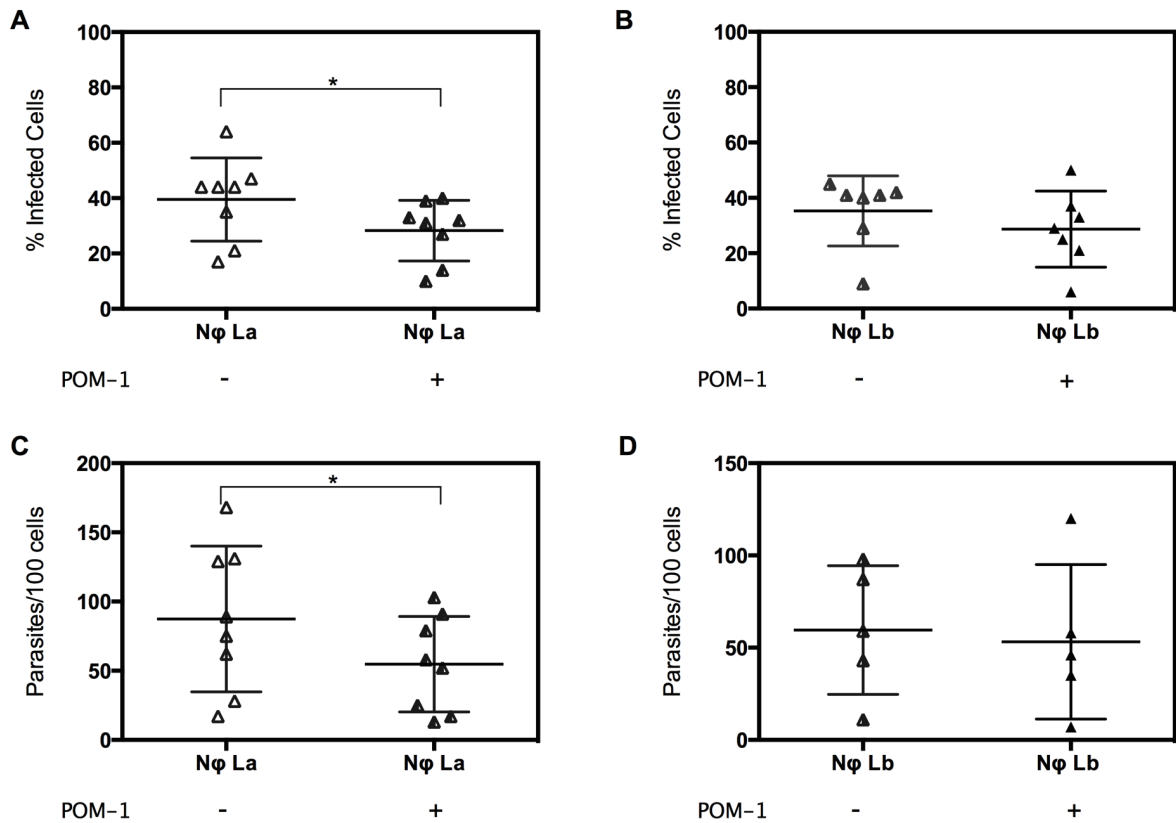 A
% Infected Cells
100
80
60
40
20
0
*
Nφ La Nφ La
POM-1 - +
B
% Infected Cells
100
80
60
40
20
0
Nφ Lb Nφ Lb
POM-1 - +
C
Parasites/100 cells
200
150
100
50
0
*
Nφ La Nφ La
POM-1 - +
D
Parasites/100 cells
150
100
50
0
Nφ Lb Nφ Lb
POM-1 - +